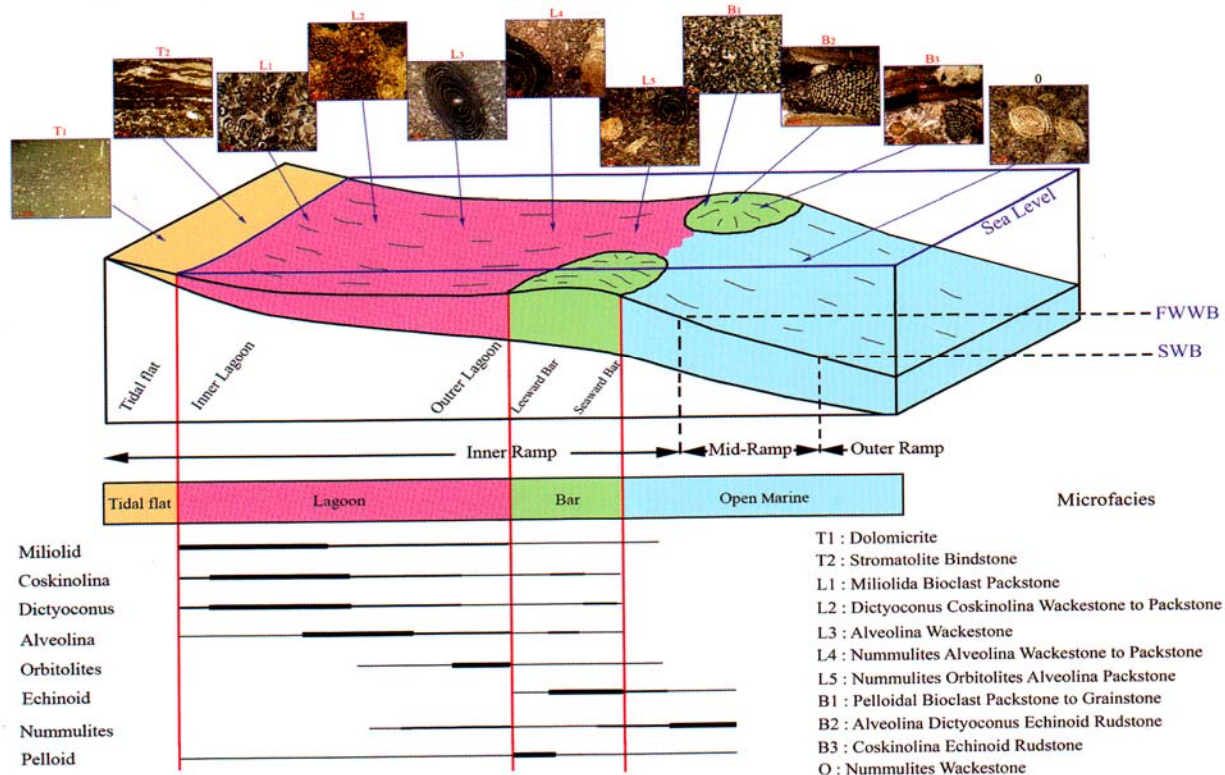 T1
T2
L1
L2
L3
L4
L5
B1
B2
B3
O
Sea Level
FWWB
SWB
Tidal flat
Inner Lagoon
Outrer Lagoon
Leeward Bar
Seaward Bar
Inner Ramp
Mid-Ramp
Outer Ramp
Tidal flat
Lagoon
Bar
Open Marine
Microfacies
Miliolid
Coskinolina
Dictyoconus
Alveolina
Orbitolites
Echinoid
Nummulites
Pelloid
T1 : Dolomicrite
T2 : Stromatolite Bindstone
L1 : Miliolida Bioclast Packstone
L2 : Dictyoconus Coskinolina Wackestone to Packstone
L3 : Alveolina Wackestone
L4 : Nummulites Alveolina Wackestone to Packstone
L5 : Nummulites Orbitolites Alveolina Packstone
B1 : Pelloidal Bioclast Packstone to Grainstone
B2 : Alveolina Dictyoconus Echinoid Rudstone
B3 : Coskinolina Echinoid Rudstone
O : Nummulites Wackestone